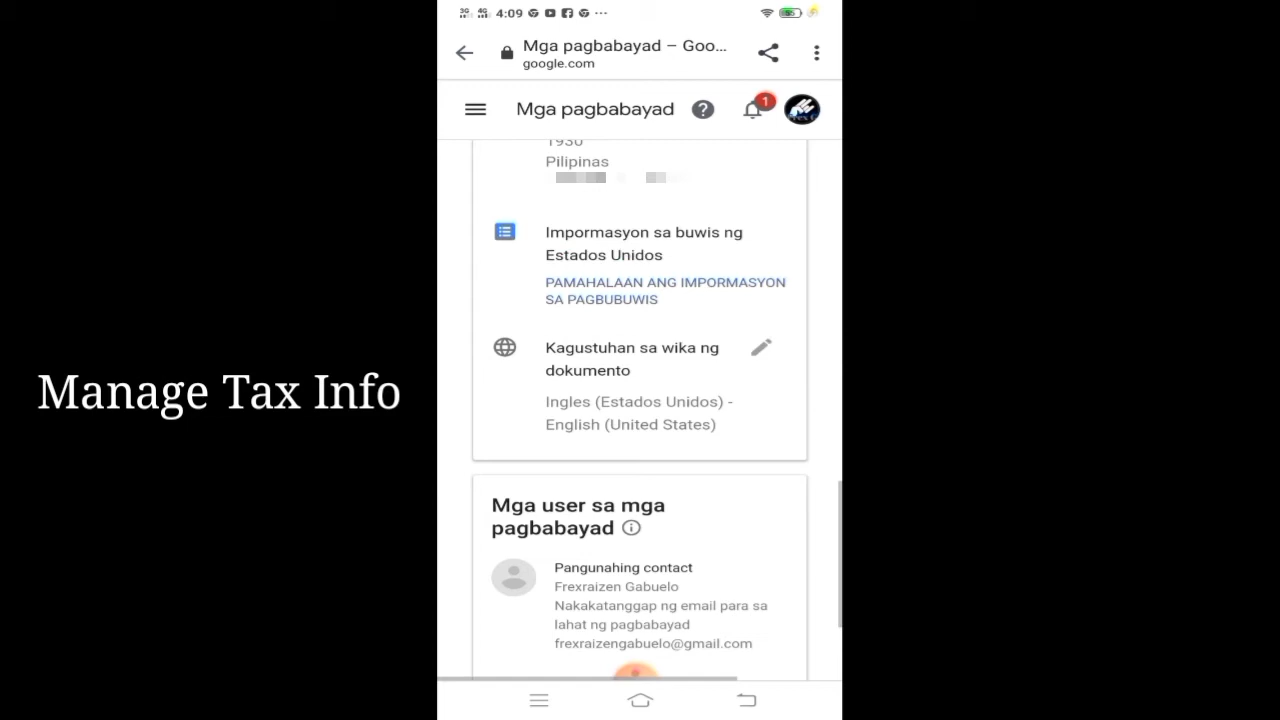 3G 4G 4:09
Mga pagbabayad – Goo...
google.com
Mga pagbabayad
1
1930
Pilipinas
Impormasyon sa buwis ng
Estados Unidos
PAMAHALAAN ANG IMPORMASYON
SA PAGBUBUWIS
Kagustuhan sa wika ng
dokumento
Ingles (Estados Unidos) -
English (United States)
Manage Tax Info
Mga user sa mga
pagbabayad
Pangunahing contact
Frexraizen Gabuelo
Nakakatanggap ng email para sa
lahat ng pagbabayad
frexraizengabuelo@gmail.com